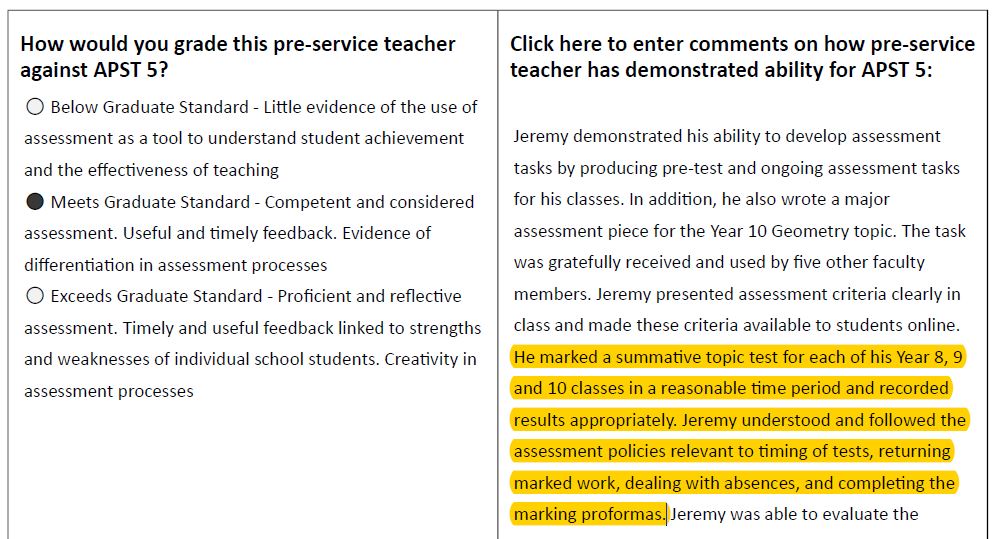 How would you grade this pre-service teacher
against APST 5?
○ Below Graduate Standard - Little evidence of the use of
assessment as a tool to understand student achievement
and the effectiveness of teaching
● Meets Graduate Standard - Competent and considered
assessment. Useful and timely feedback. Evidence of
differentiation in assessment processes
○ Exceeds Graduate Standard - Proficient and reflective
assessment. Timely and useful feedback linked to strengths
and weaknesses of individual school students. Creativity in
assessment processes
Click here to enter comments on how pre-service
teacher has demonstrated ability for APST 5:
Jeremy demonstrated his ability to develop assessment
tasks by producing pre-test and ongoing assessment tasks
for his classes. In addition, he also wrote a major
assessment piece for the Year 10 Geometry topic. The task
was gratefully received and used by five other faculty
members. Jeremy presented assessment criteria clearly in
class and made these criteria available to students online.
He marked a summative topic test for each of his Year 8, 9
and 10 classes in a reasonable time period and recorded
results appropriately. Jeremy understood and followed the
assessment policies relevant to timing of tests, returning
marked work, dealing with absences, and completing the
marking proformas. Jeremy was able to evaluate the